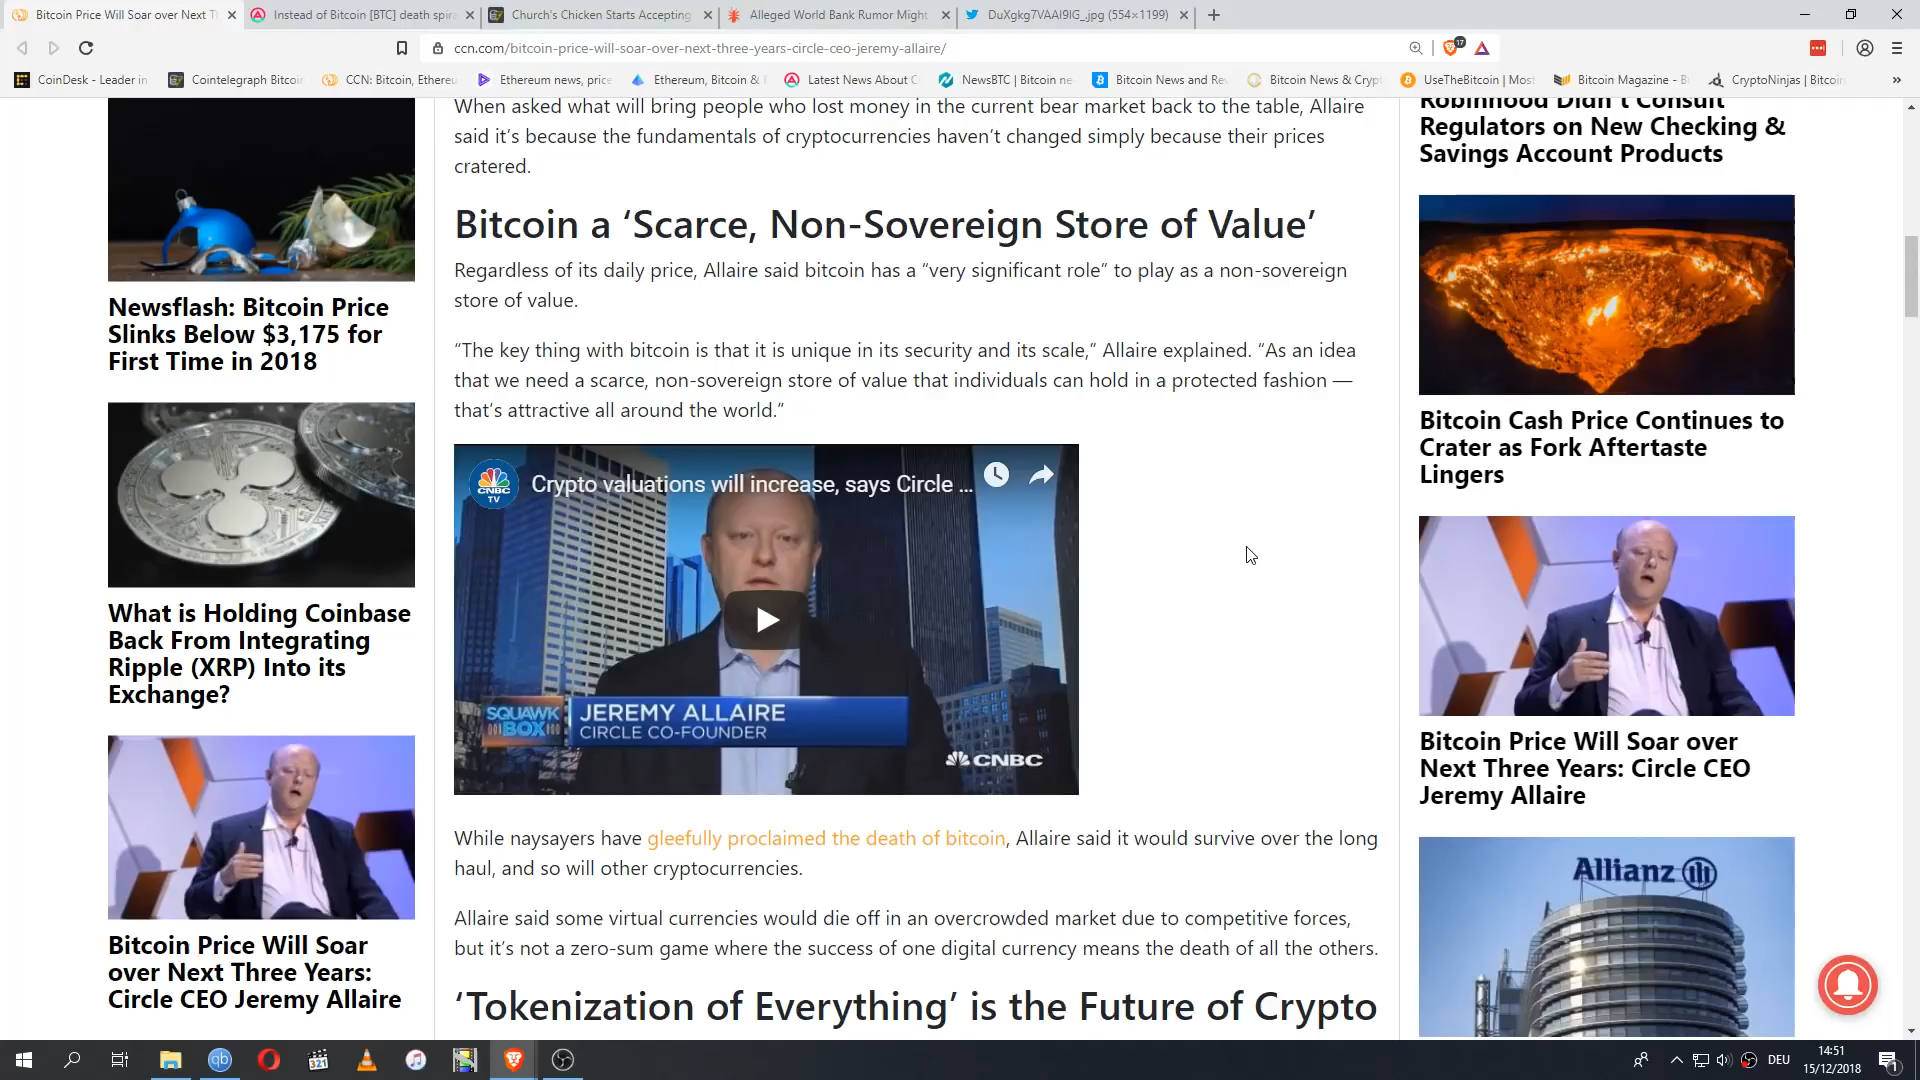 Bitcoin Price Will Soar over Next T
Instead of Bitcoin [BTC] death spira
Church's Chicken Starts Accepting
Alleged World Bank Rumor Might
DuXgkg7VAAI9IG_.jpg (554×1199)
ccn.com/bitcoin-price-will-soar-over-next-three-years-circle-ceo-jeremy-allaire/
17
CoinDesk - Leader in
Cointelegraph Bitcoin
CCN: Bitcoin, Ethereu
Ethereum news, price
Ethereum, Bitcoin &
Latest News About C
NewsBTC | Bitcoin ne
Bitcoin News and Rev
Bitcoin News & Crypt
UseTheBitcoin | Most
Bitcoin Magazine - B
CryptoNinjas | Bitcoin
Newsflash: Bitcoin Price
Slinks Below $3,175 for
First Time in 2018
What is Holding Coinbase
Back From Integrating
Ripple (XRP) Into its
Exchange?
Bitcoin Price Will Soar
over Next Three Years:
Circle CEO Jeremy Allaire
When asked what will bring people who lost money in the current bear market back to the table, Allaire
said it’s because the fundamentals of cryptocurrencies haven’t changed simply because their prices
cratered.
Bitcoin a ‘Scarce, Non-Sovereign Store of Value’
Regardless of its daily price, Allaire said bitcoin has a “very significant role” to play as a non-sovereign
store of value.
“The key thing with bitcoin is that it is unique in its security and its scale,” Allaire explained. “As an idea
that we need a scarce, non-sovereign store of value that individuals can hold in a protected fashion —
that’s attractive all around the world.”
CNBC
TV
Crypto valuations will increase, says Circle ...
SQUAWK
BOX
JEREMY ALLAIRE
CIRCLE CO-FOUNDER
CNBC
While naysayers have gleefully proclaimed the death of bitcoin, Allaire said it would survive over the long
haul, and so will other cryptocurrencies.
Allaire said some virtual currencies would die off in an overcrowded market due to competitive forces,
but it’s not a zero-sum game where the success of one digital currency means the death of all the others.
‘Tokenization of Everything’ is the Future of Crypto
Robinhood Didn’t Consult
Regulators on New Checking &
Savings Account Products
Bitcoin Cash Price Continues to
Crater as Fork Aftertaste
Lingers
Bitcoin Price Will Soar over
Next Three Years: Circle CEO
Jeremy Allaire
Allianz
qb
321
DEU
14:51
15/12/2018
1